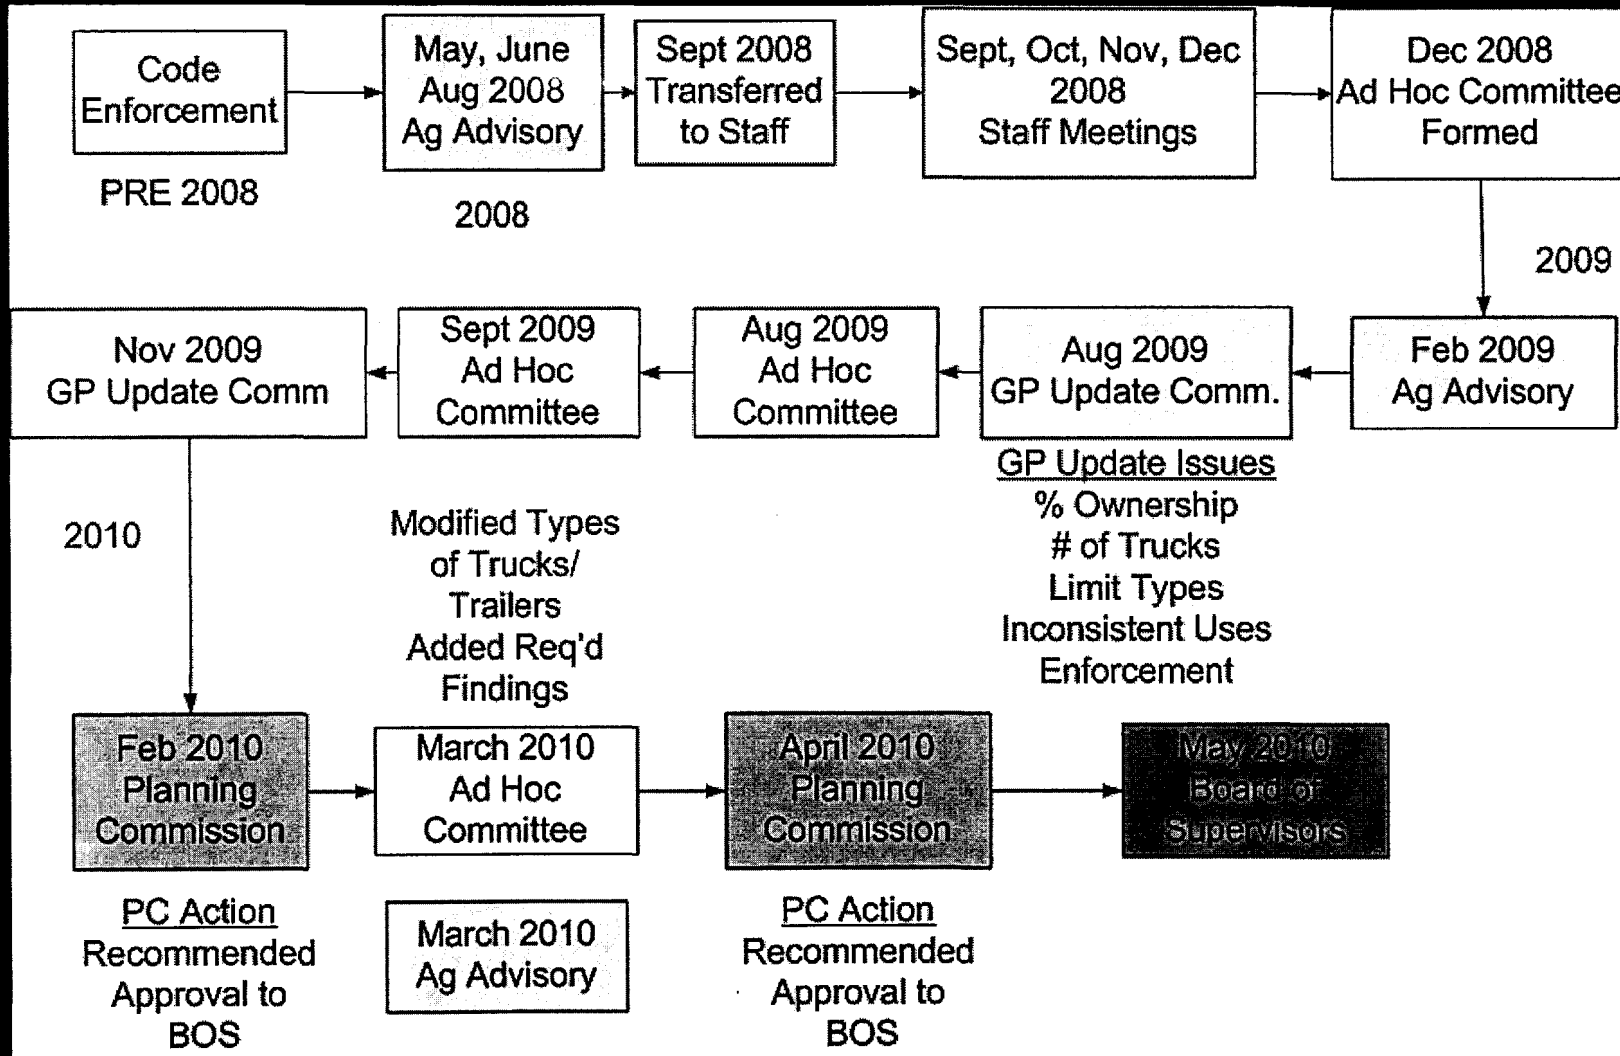 Code
Enforcement
PRE 2008
May, June
Aug 2008
Ag Advisory
2008
Sept 2008
Transferred
to Staff
Sept, Oct, Nov, Dec
2008
Staff Meetings
Dec 2008
Ad Hoc Committee
Formed
2009
Feb 2009
Ag Advisory
Aug 2009
GP Update Comm.
GP Update Issues
% Ownership
# of Trucks
Limit Types
Inconsistent Uses
Enforcement
Aug 2009
Ad Hoc
Committee
Sept 2009
Ad Hoc
Committee
Nov 2009
GP Update Comm
2010
Feb 2010
Planning
Commission
PC Action
Recommended
Approval to
BOS
Modified Types
of Trucks/
Trailers
Added Req'd
Findings
March 2010
Ad Hoc
Committee
March 2010
Ag Advisory
April 2010
Planning
Commission
PC Action
Recommended
Approval to
BOS
May 2010
Board of
Supervisors